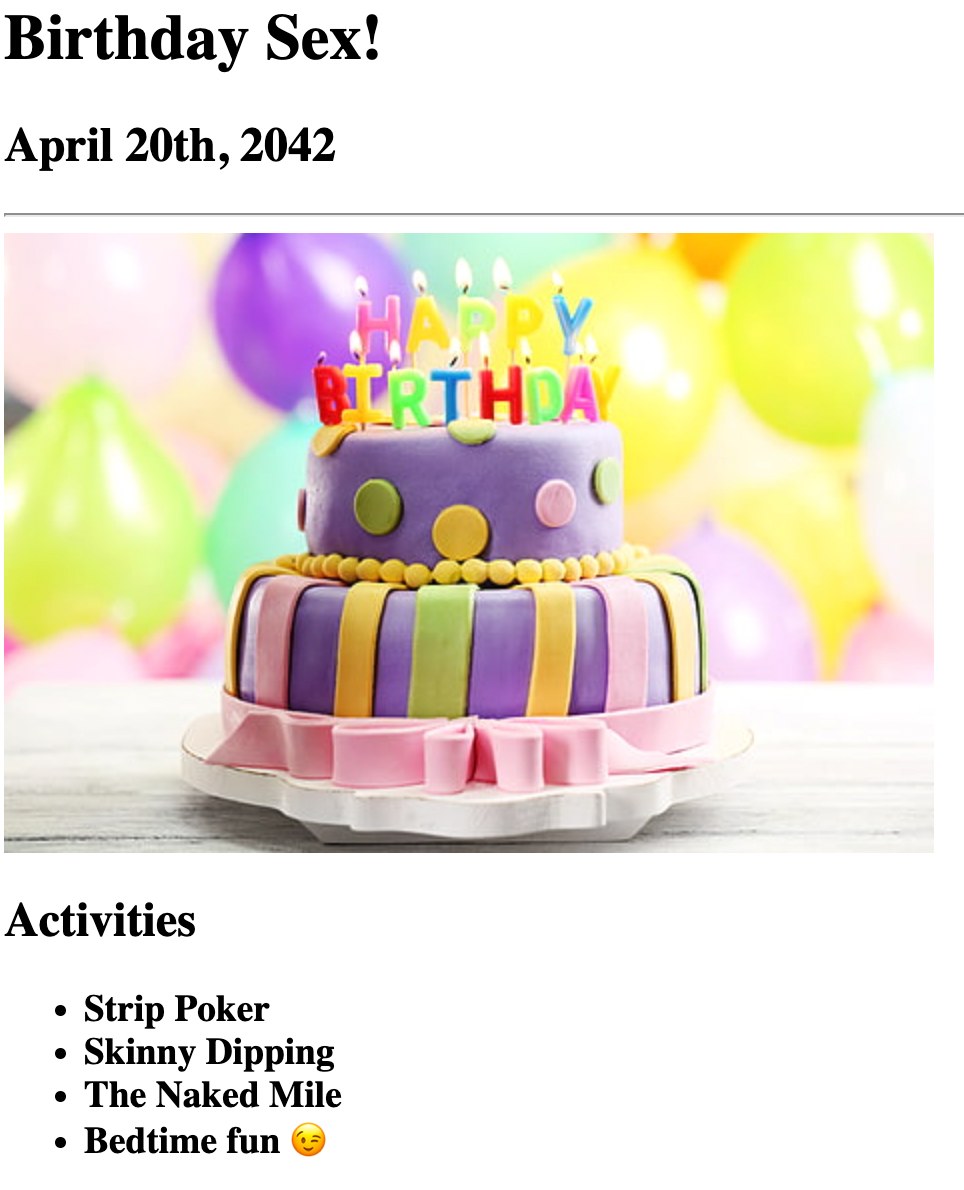 Birthday Sex!
April 20th, 2042
HAPPY
BIRTHDAY
Activities
• Strip Poker
• Skinny Dipping
• The Naked Mile
• Bedtime fun 😉